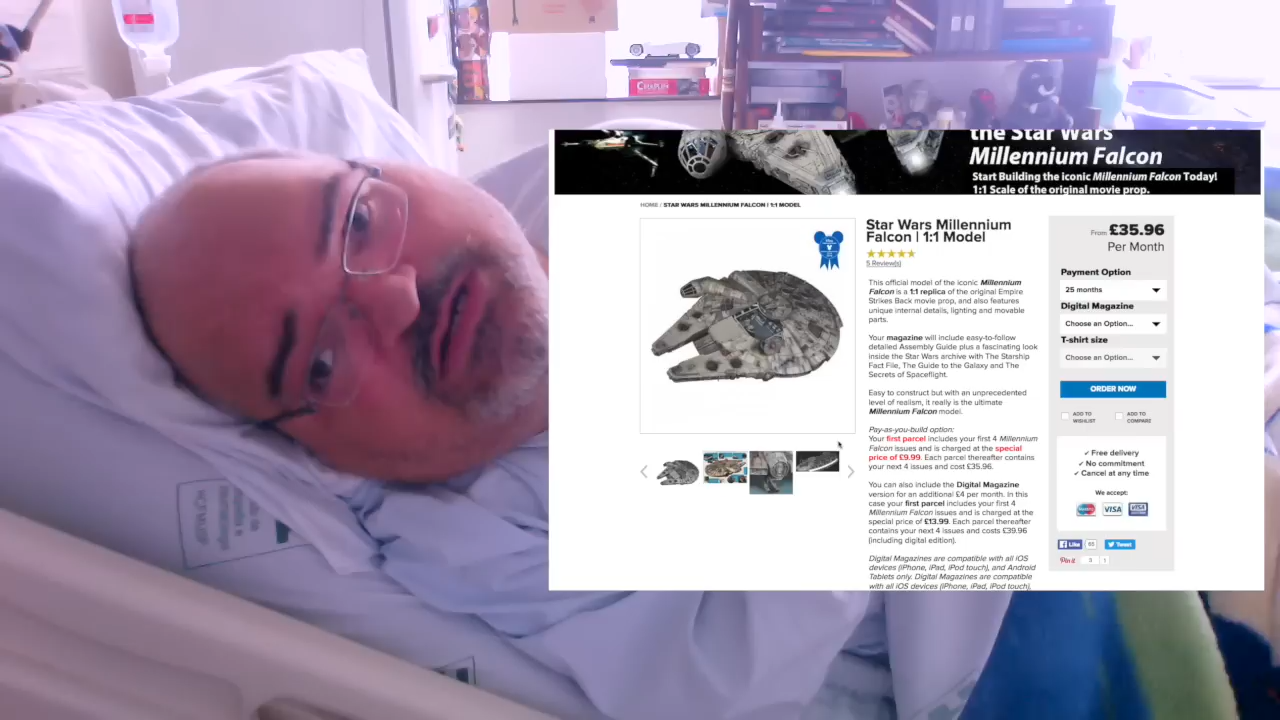 CHAPLIN
the Star Wars
Millennium Falcon
Start Building the iconic Millennium Falcon Today!
1:1 Scale of the original movie prop.
HOME / STAR WARS MILLENNIUM FALCON | 1:1 MODEL
Star Wars Millennium
Falcon | 1:1 Model
5 Review(s)
This official model of the iconic Millennium
Falcon is a 1:1 replica of the original Empire
Strikes Back movie prop, and also features
unique internal details, lighting and movable
parts.
Your magazine will include easy-to-follow
detailed Assembly Guide plus a fascinating look
inside the Star Wars archive with The Starship
Fact File, The Guide to the Galaxy and The
Secrets of Spaceflight.
Easy to construct but with an unprecedented
level of realism, it really is the ultimate
Millennium Falcon model.
Pay-as-you-build option:
Your first parcel includes your first 4 Millennium
Falcon issues and is charged at the special
price of £9.99. Each parcel thereafter contains
your next 4 issues and cost £35.96.
You can also include the Digital Magazine
version for an additional £4 per month. In this
case your first parcel includes your first 4
Millennium Falcon issues and is charged at the
special price of £13.99. Each parcel thereafter
contains your next 4 issues and costs £39.96
(including digital edition).
Digital Magazines are compatible with all iOS
devices (iPhone, iPad, iPod touch), and Android
Tablets only. Digital Magazines are compatible
with all iOS devices (iPhone, iPad, iPod touch),
From £35.96
Per Month
Payment Option
25 months
Digital Magazine
Choose an Option...
T-shirt size
Choose an Option...
ORDER NOW
ADD TO
WISHLIST
ADD TO
COMPARE
✓ Free delivery
✓ No commitment
✓ Cancel at any time
We accept:
VISA
VISA
Like 65
Tweet
Pin it 3 1